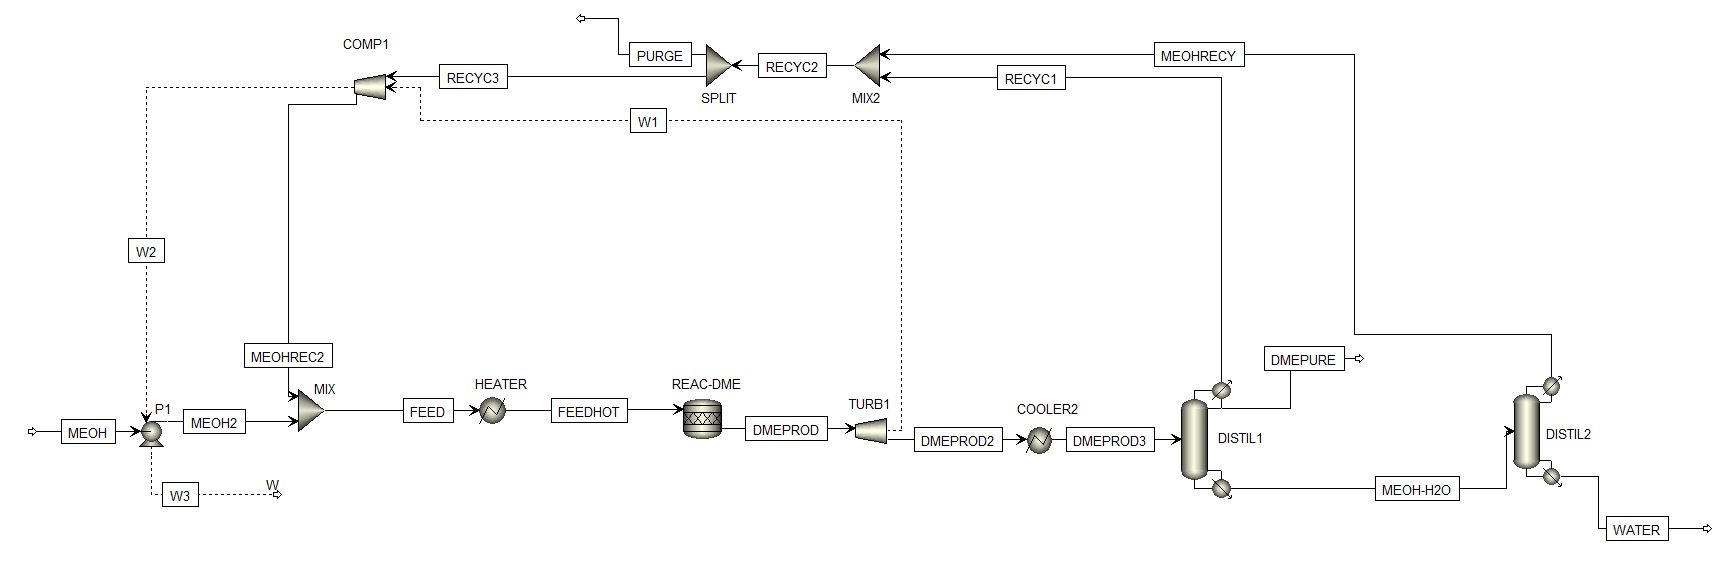 COMP1
PURGE
RECYC2
MEOHRECY
RECYC3
RECYC1
SPLIT
MIX2
W1
W2
MEOHREC2
MIX
DMEPURE
P1
HEATER
REAC-DME
TURB1
COOLER2
MEOH
MEOH2
FEED
FEEDHOT
DMEPROD
DMEPROD2
DMEPROD3
DISTIL1
DISTIL2
W
W3
MEOH-H2O
WATER